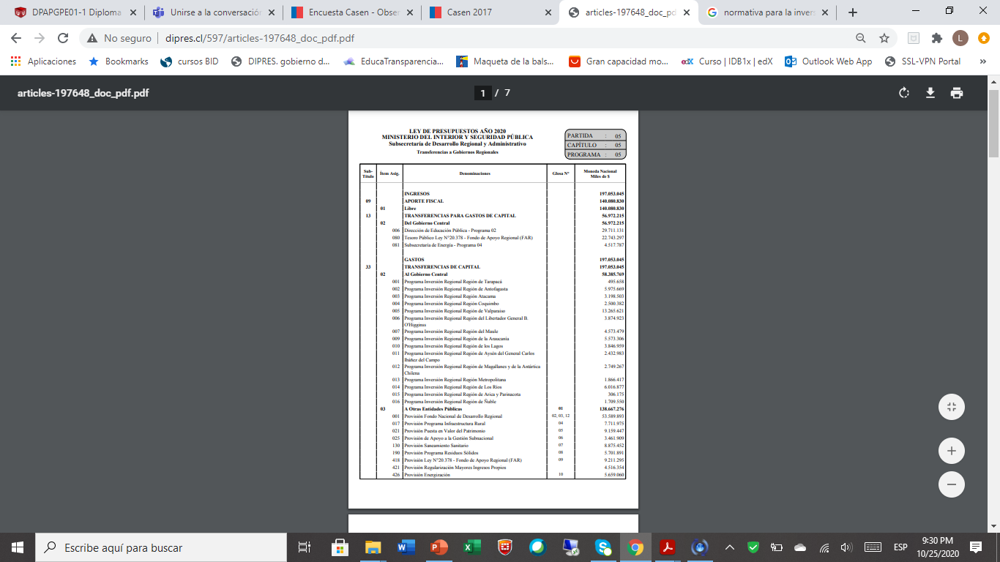 DPAPGPE01-1 Diploma
Unirse a la conversación
Encuesta Casen - Obser
Casen 2017
articles-197648_doc_pd
normativa para la invers
No seguro
dipres.cl/597/articles-197648_doc_pdf.pdf
L
Aplicaciones
Bookmarks
cursos BID
DIPRES. gobierno d...
EducaTransparencia...
Maqueta de la bals...
Gran capacidad mo...
edX
Curso | IDB1x | edX
Outlook Web App
SSL-VPN Portal
»
articles-197648_doc_pdf.pdf
1 / 7
LEY DE PRESUPUESTOS AÑO 2020
MINISTERIO DEL INTERIOR Y SEGURIDAD PÚBLICA
Subsecretaría de Desarrollo Regional y Administrativo
Transferencias a Gobiernos Regionales
PARTIDA : 05
CAPÍTULO : 05
PROGRAMA : 05
Sub-Título Ítem Asig. Denominaciones Glosa N° Moneda Nacional Miles de $
INGRESOS 197.053.045
09 APORTE FISCAL 140.080.830
01 Libre 140.080.830
13 TRANSFERENCIAS PARA GASTOS DE CAPITAL 56.972.215
02 Del Gobierno Central 56.972.215
006 Dirección de Educación Pública - Programa 02 29.711.131
080 Tesoro Público Ley N°20.378 - Fondo de Apoyo Regional (FAR) 22.743.297
081 Subsecretaría de Energía - Programa 04 4.517.787
GASTOS 197.053.045
33 TRANSFERENCIAS DE CAPITAL 197.053.045
02 Al Gobierno Central 58.385.769
001 Programa Inversión Regional Región de Tarapacá 495.658
002 Programa Inversión Regional Región de Antofagasta 5.975.669
003 Programa Inversión Regional Región Atacama 3.198.503
004 Programa Inversión Regional Región Coquimbo 2.500.382
005 Programa Inversión Regional Región de Valparaíso 13.265.621
006 Programa Inversión Regional Región del Libertador General B. 3.874.923
O'Higgins
007 Programa Inversión Regional Región del Maule 4.573.479
009 Programa Inversión Regional Región de la Araucanía 5.573.306
010 Programa Inversión Regional Región de los Lagos 3.846.959
011 Programa Inversión Regional Región de Aysén del General Carlos 2.432.983
Ibáñez del Campo
012 Programa Inversión Regional Región de Magallanes y de la Antártica 2.749.267
Chilena
013 Programa Inversión Regional Región Metropolitana 1.866.417
014 Programa Inversión Regional Región de Los Ríos 6.016.877
015 Programa Inversión Regional Región de Arica y Parinacota 306.175
016 Programa Inversión Regional Región de Ñuble 1.709.550
03 A Otras Entidades Públicas 01 138.667.276
001 Provisión Fondo Nacional de Desarrollo Regional 02, 03, 12 53.589.893
017 Provisión Programa Infraestructura Rural 04 7.711.975
021 Provisión Puesta en Valor del Patrimonio 05 9.159.447
025 Provisión de Apoyo a la Gestión Subnacional 06 3.461.909
130 Provisión Saneamiento Sanitario 07 8.875.452
190 Provisión Programa Residuos Sólidos 08 5.701.891
418 Provisión Ley N°20.378 - Fondo de Apoyo Regional (FAR) 09 9.211.295
421 Provisión Regularización Mayores Ingresos Propios 4.516.354
426 Provisión Energización 10 5.659.060
Escribe aquí para buscar
ESP
9:30 PM
10/25/2020